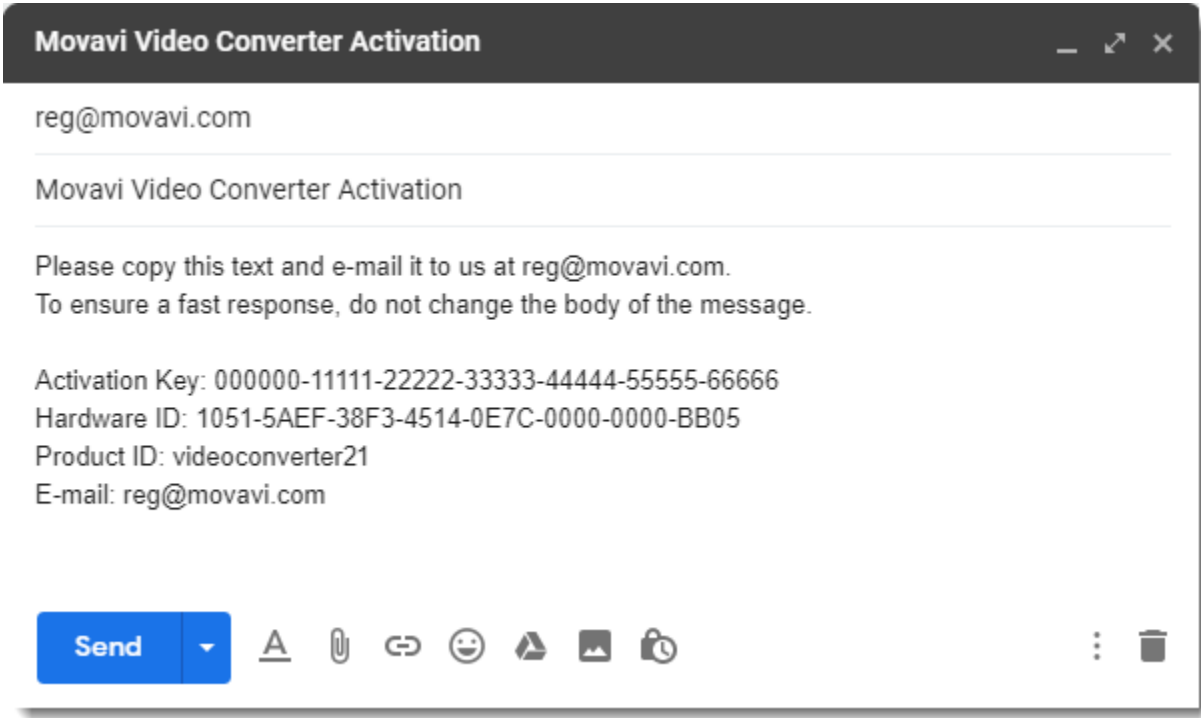 Movavi Video Converter Activation
reg@movavi.com
Movavi Video Converter Activation
Please copy this text and e-mail it to us at reg@movavi.com.
To ensure a fast response, do not change the body of the message.
Activation Key: 000000-11111-22222-33333-44444-55555-66666
Hardware ID: 1051-5AEF-38F3-4514-0E7C-0000-0000-BB05
Product ID: videoconverter21
E-mail: reg@movavi.com
Send